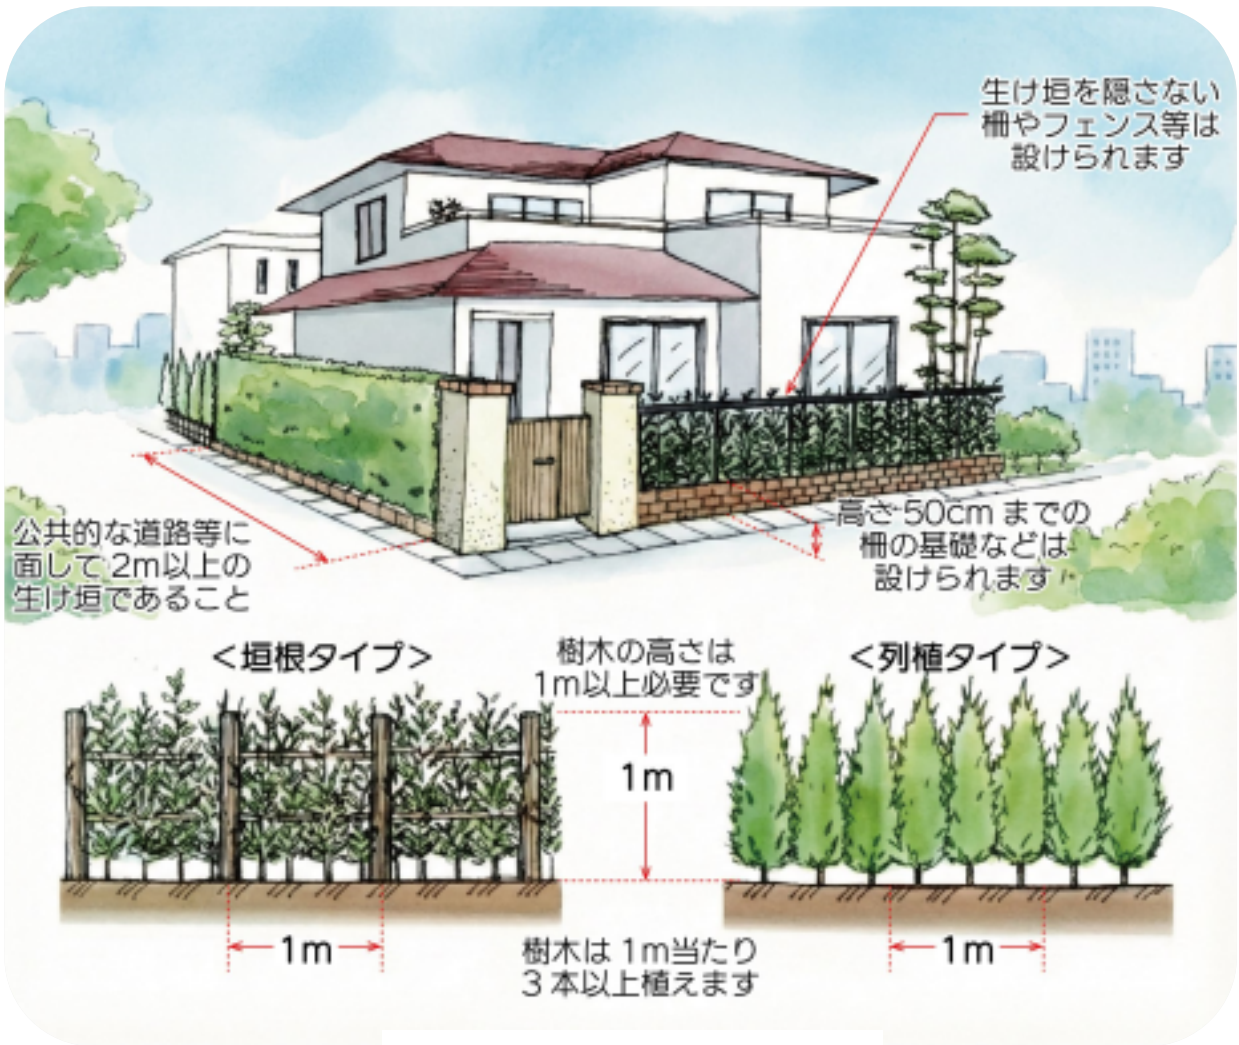 生け垣を隠さない
柵やフェンス等は
設けられます
公共的な道路等に
面して2m以上の
生け垣であること
高さ50cmまでの
柵の基礎などは
設けられます
<垣根タイプ>
樹木の高さは
1m以上必要です
<列植タイプ>
1m
1m
樹木は1m当たり
3本以上植えます
1m